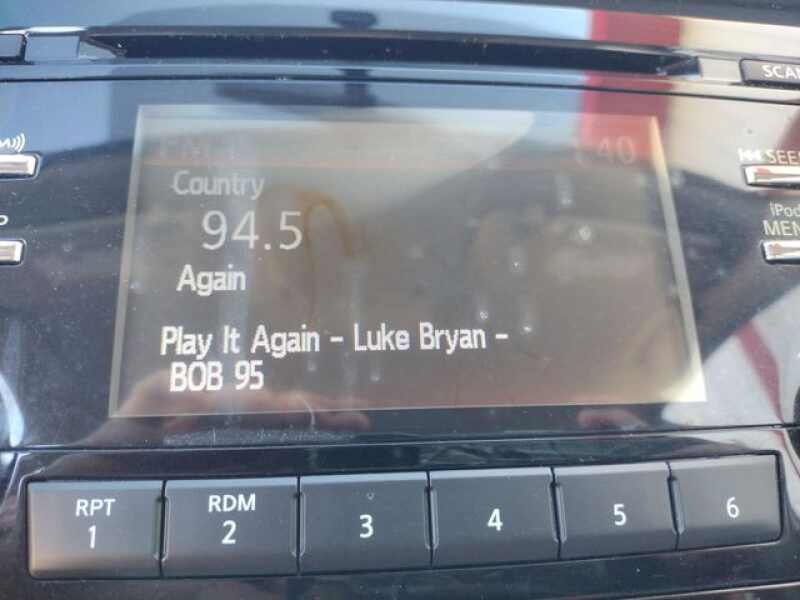 SCAN
SEEK
iPod
MENU
:40
Country
94.5
Again
Play It Again - Luke Bryan -
BOB 95
RPT
1
RDM
2
3
4
5
6